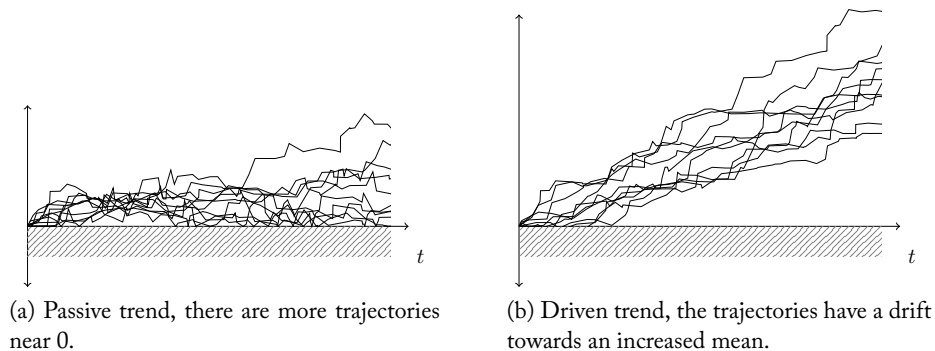 t
t
(a) Passive trend, there are more trajectories
near 0.
(b) Driven trend, the trajectories have a drift
towards an increased mean.